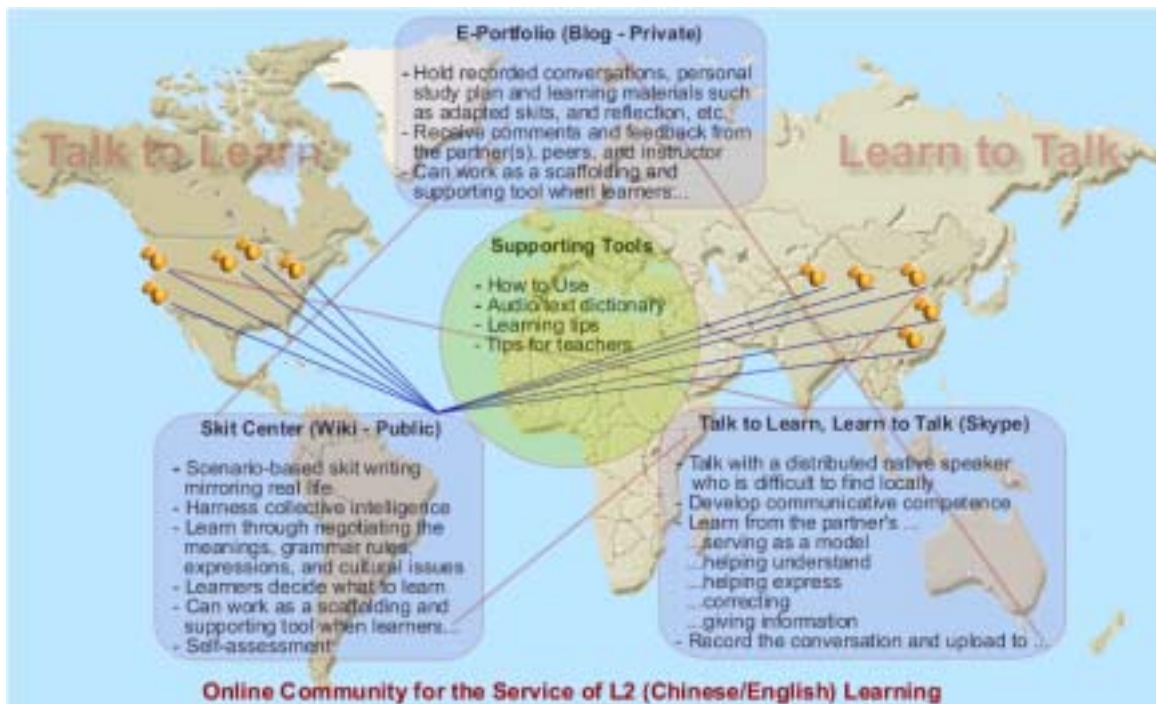 E-Portfolio (Blog - Private)
- Hold recorded conversations, personal
study plan and learning materials such
as adapted skits, and reflection, etc.
- Receive comments and feedback from
the partner(s), peers, and instructor
- Can work as a scaffolding and
supporting tool when learners...
Talk to Learn
Learn to Talk
Supporting Tools
- How to Use
- Audio/text dictionary
- Learning tips
- Tips for teachers
Skit Center (Wiki - Public)
- Scenario-based skit writing
mirroring real life
- Harness collective intelligence
- Learn through negotiating the
meanings, grammar rules,
expressions, and cultural issues
- Learners decide what to learn
- Can work as a scaffolding and
supporting tool when learners...
- Self-assessment
Talk to Learn, Learn to Talk (Skype)
- Talk with a distributed native speaker
who is difficult to find locally
- Develop communicative competence
- Learn from the partner's ...
...serving as a model
...helping understand
...helping express
...correcting
...giving information
- Record the conversation and upload to ...
Online Community for the Service of L2 (Chinese/English) Learning